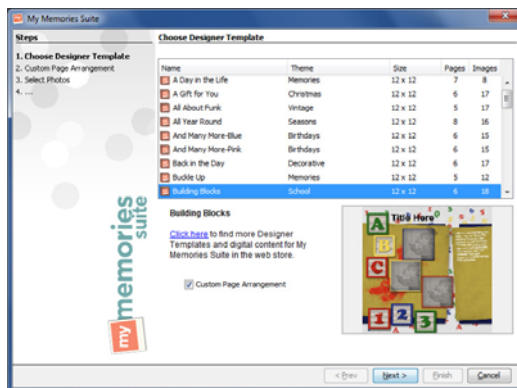 My Memories Suite
Steps
1. Choose Designer Template
2. Custom Page Arrangement
3. Select Photos
4. ...
my memories suite
Choose Designer Template
Name Theme Size Pages Images
A Day in the Life Memories 12 x 12 7 8
A Gift for You Christmas 12 x 12 6 17
All About Funk Vintage 12 x 12 5 17
All Year Round Seasons 12 x 12 8 16
And Many More-Blue Birthdays 12 x 12 6 15
And Many More-Pink Birthdays 12 x 12 6 15
Back in the Day Decorative 12 x 12 6 17
Buckle Up Memories 12 x 12 5 12
Building Blocks School 12 x 12 6 18
Building Blocks
Click here to find more Designer
Templates and digital content for My
Memories Suite in the web store.
Custom Page Arrangement
Title Here
A
B
C
1 2 3
< Prev Next > Finish Cancel